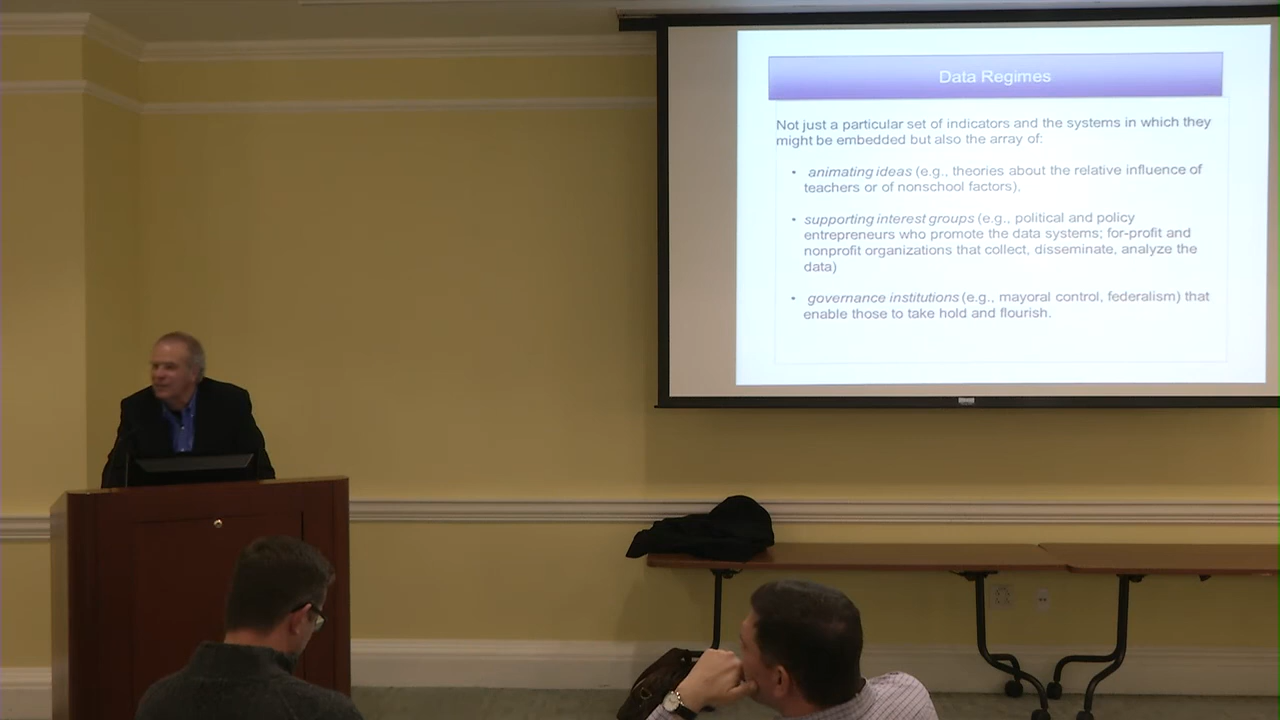 Data Regimes
Not just a particular set of indicators and the systems in which they
might be embedded but also the array of:
• animating ideas (e.g., theories about the relative influence of
teachers or of nonschool factors),
• supporting interest groups (e.g., political and policy
entrepreneurs who promote the data systems; for-profit and
nonprofit organizations that collect, disseminate, analyze the
data)
• governance institutions (e.g., mayoral control, federalism) that
enable those to take hold and flourish.